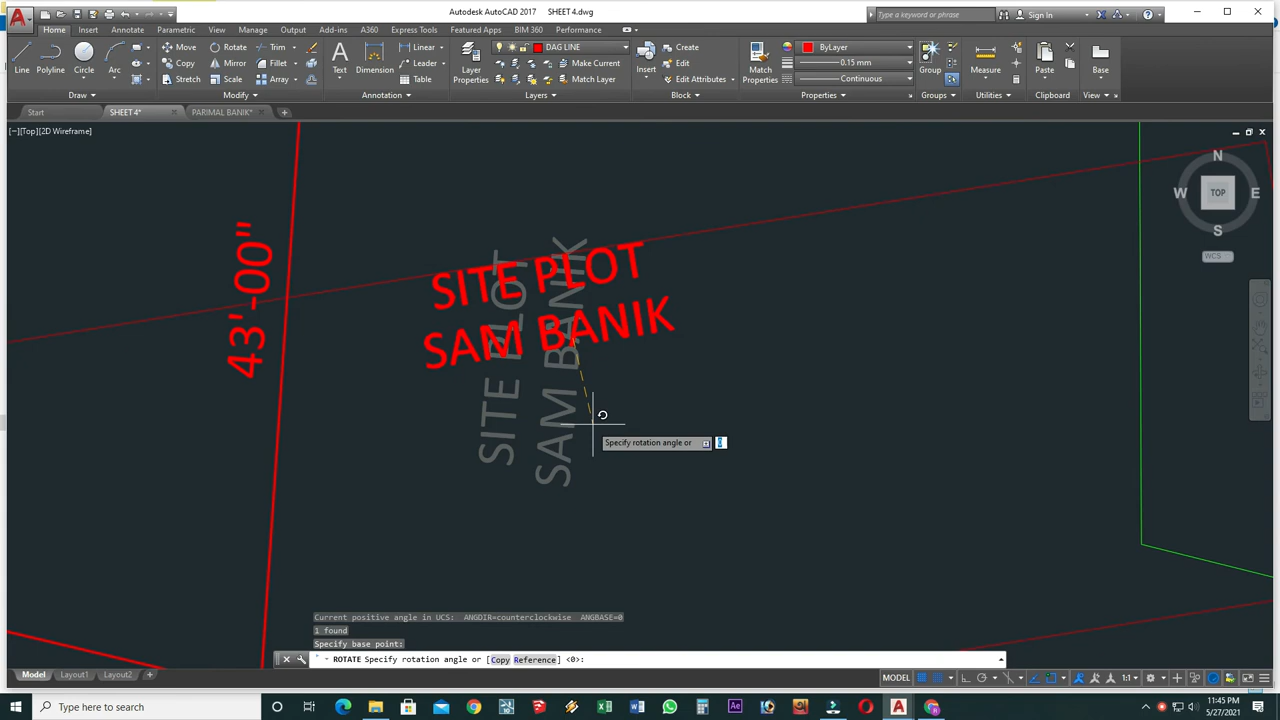 Autodesk AutoCAD 2017 SHEET 4.dwg
Type a keyword or phrase
Sign In
Home Insert Annotate Parametric View Manage Output Add-ins A360 Express Tools Featured Apps BIM 360 Performance
Line Polyline Circle Arc
Move Rotate Trim
Copy Mirror Fillet
Stretch Scale Array
Text Dimension
Linear
Leader
Table
Layer Properties
DAG LINE
Make Current
Match Layer
Insert
Create
Edit
Edit Attributes
Match Properties
ByLayer
0.15 mm
Continuous
Group Measure Paste Base
Draw Modify Annotation Layers Block Properties Groups Utilities Clipboard View
Start SHEET 4* PARIMAL BANIK*
[−][Top][2D Wireframe]
N
W TOP E
S
WCS
43'-00"
SITE PLOT
SAM BANIK
SITE PLOT
SAM BANIK
Specify rotation angle or 0
Current positive angle in UCS: ANGDIR=counterclockwise ANGBASE=0
1 found
Specify base point:
ROTATE Specify rotation angle or [Copy Reference] <0>:
Model Layout1 Layout2
MODEL 1:1
Type here to search
11:45 PM
5/27/2021